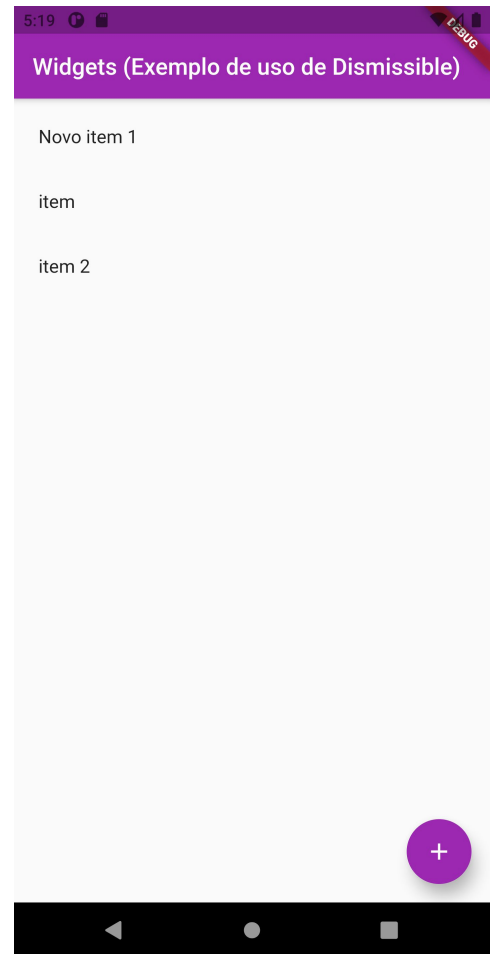 5:19
DEBUG
Widgets (Exemplo de uso de Dismissible)
Novo item 1
item
item 2